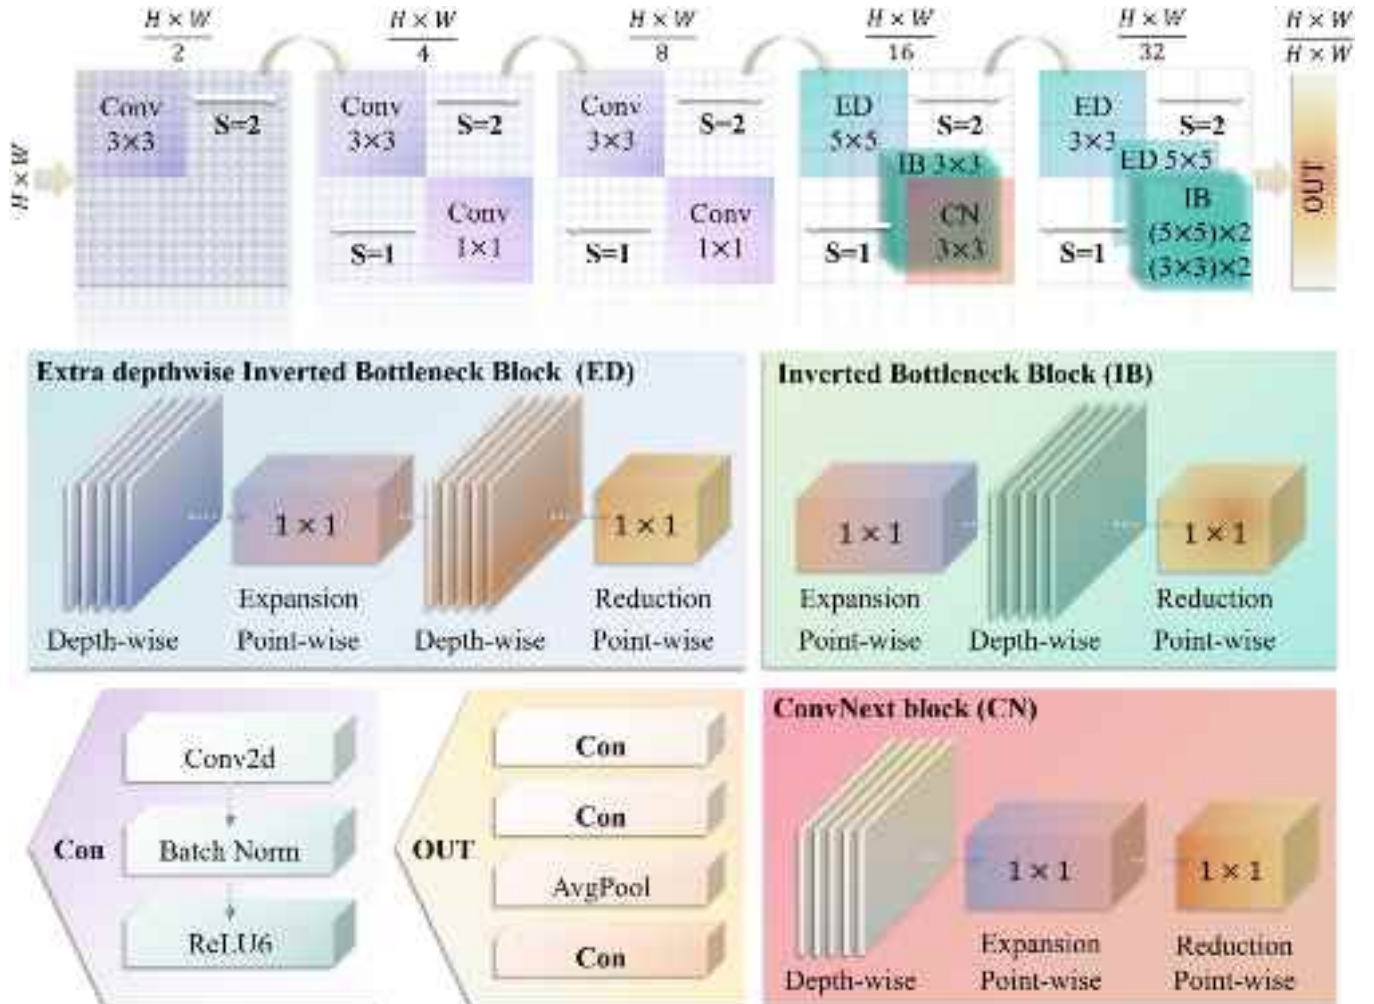 H × W
2
H × W
4
H × W
8
H × W
16
H × W
32
H × W
H × W
H × W
Conv
3×3
S=2
Conv
3×3
S=2
S=1
Conv
1×1
Conv
3×3
S=2
S=1
Conv
1×1
ED
5×5
S=2
IB 3×3
S=1
CN
3×3
ED
3×3
S=2
ED 5×5
S=1
IB
(5×5)×2
(3×3)×2
OUT
Extra depthwise Inverted Bottleneck Block (ED)
1 × 1
1 × 1
Depth-wise
Expansion
Point-wise
Depth-wise
Reduction
Point-wise
Inverted Bottleneck Block (IB)
1 × 1
1 × 1
Expansion
Point-wise
Depth-wise
Reduction
Point-wise
Con
Conv2d
Batch Norm
ReLU6
OUT
Con
Con
AvgPool
Con
ConvNext block (CN)
1 × 1
1 × 1
Depth-wise
Expansion
Point-wise
Reduction
Point-wise